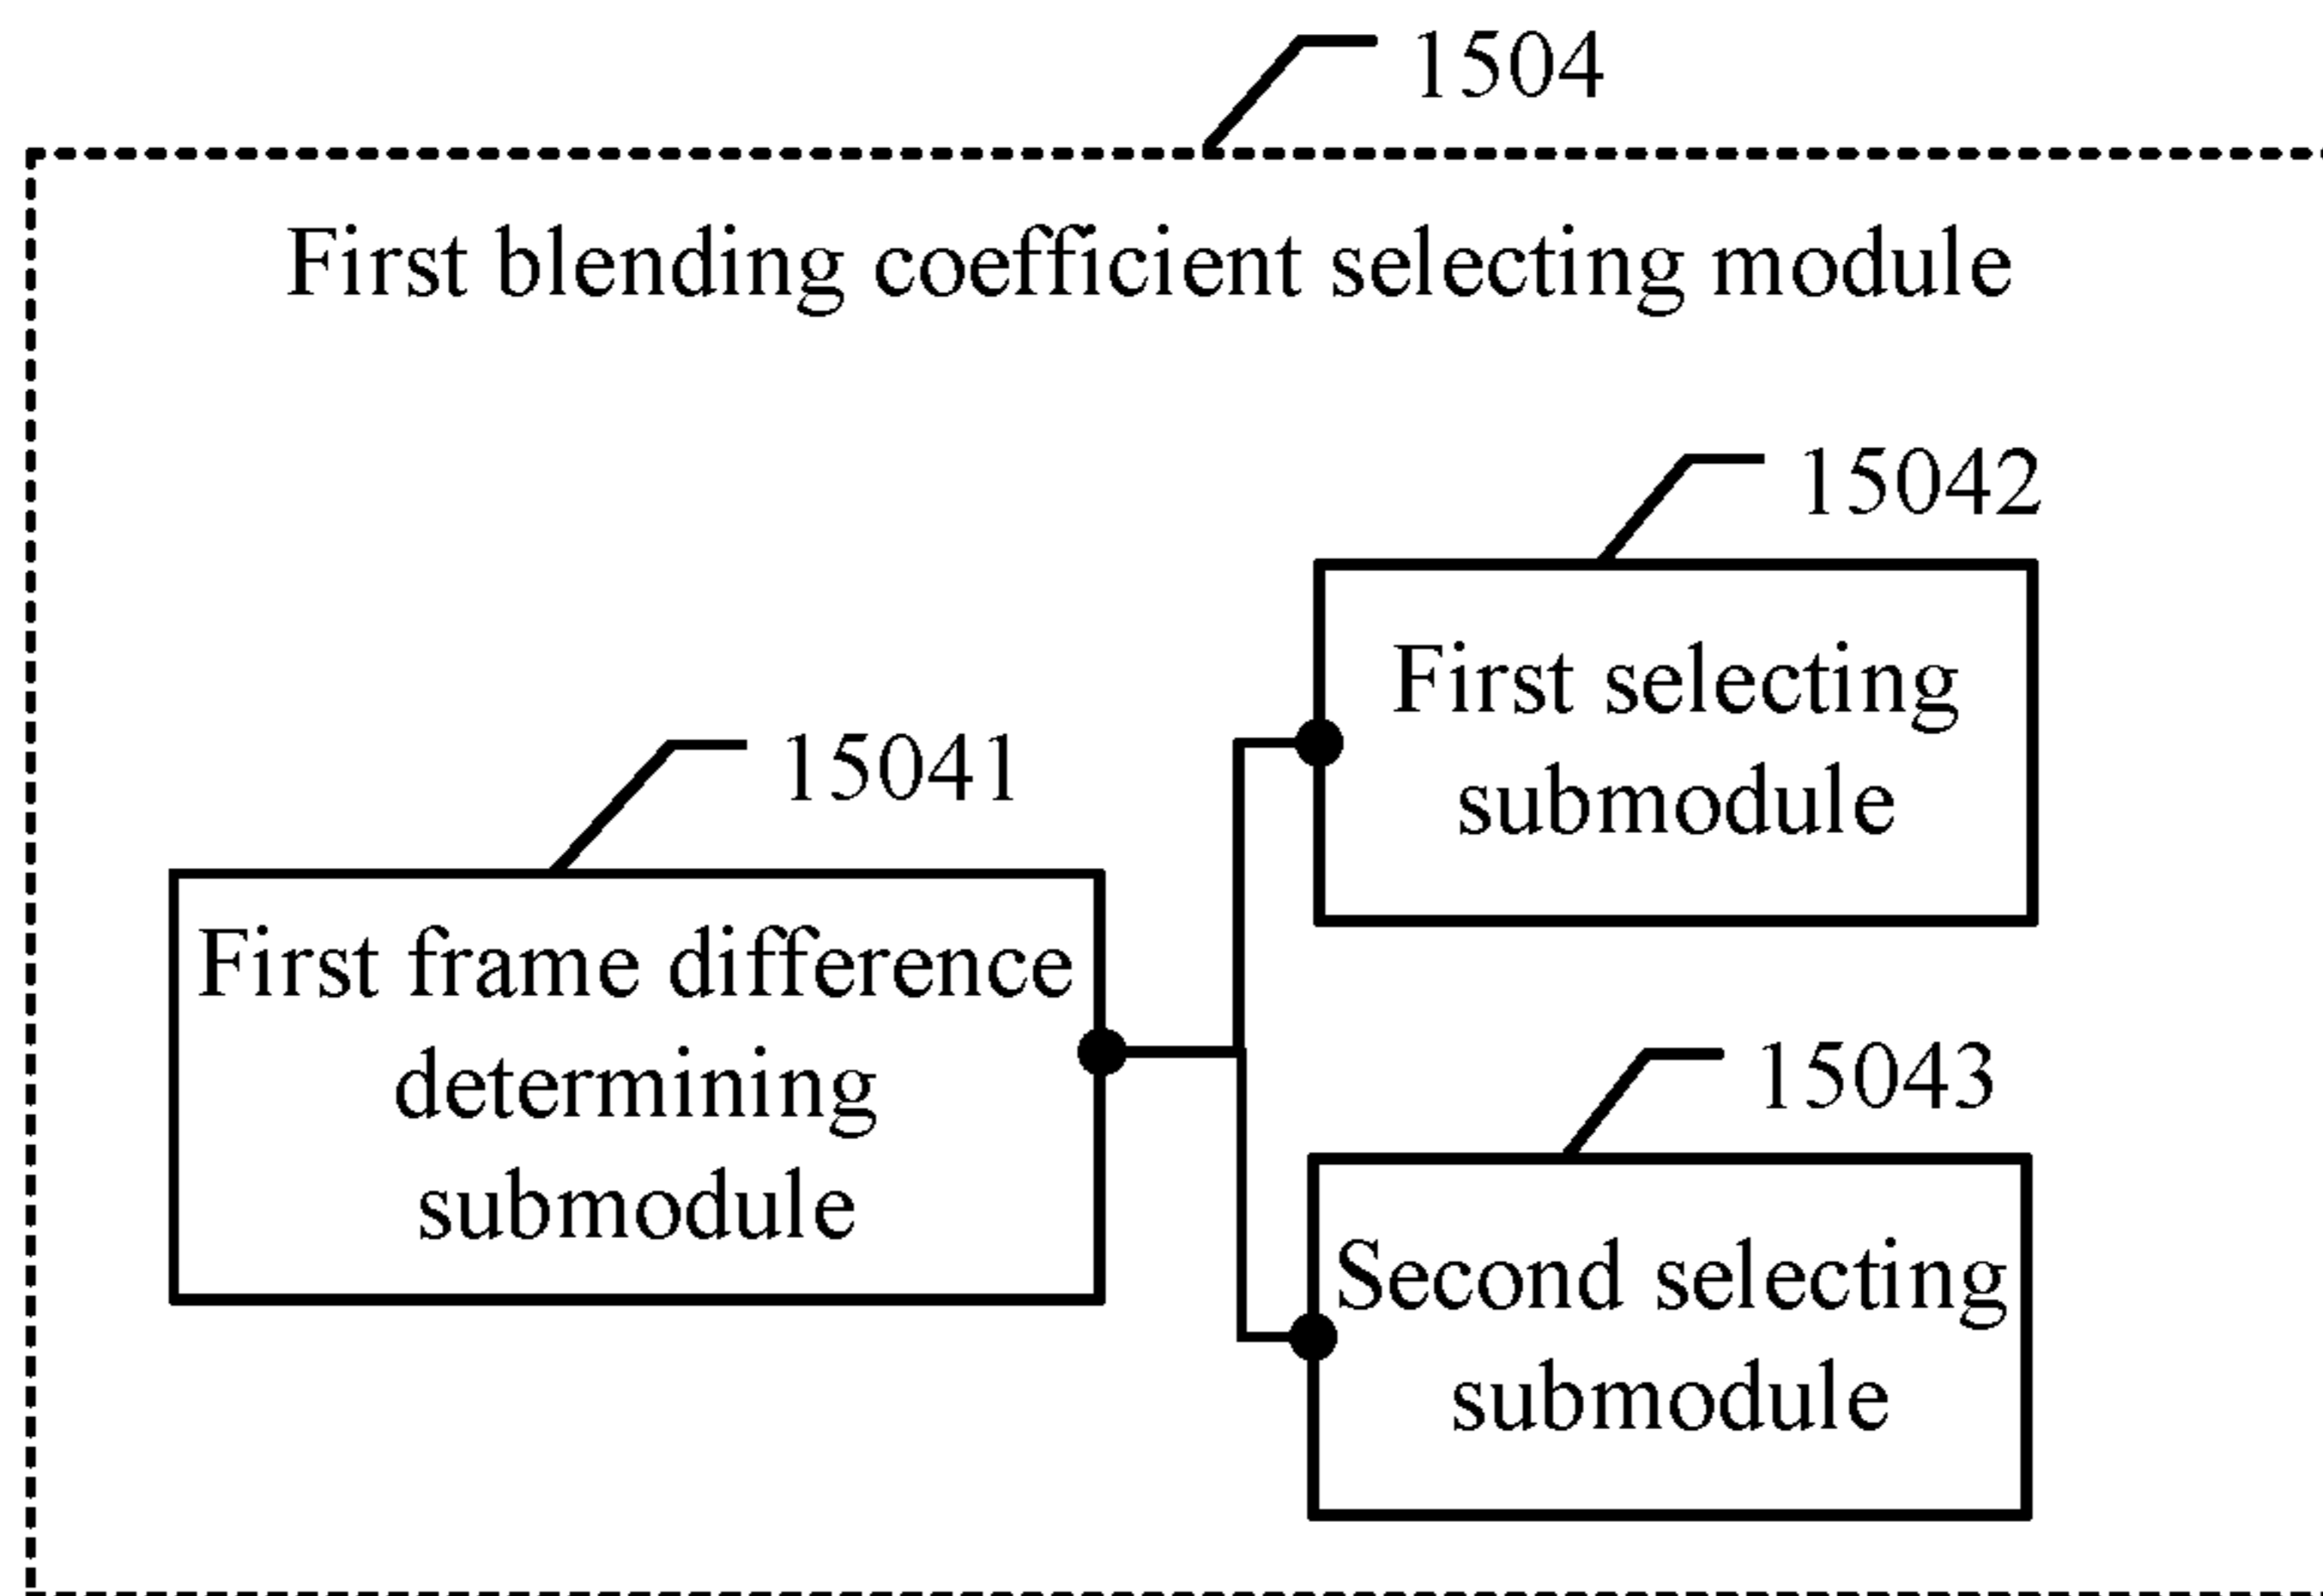 1504
First blending coefficient selecting module
15042
First selecting
submodule
15041
First frame difference
determining
submodule
15043
Second selecting
submodule